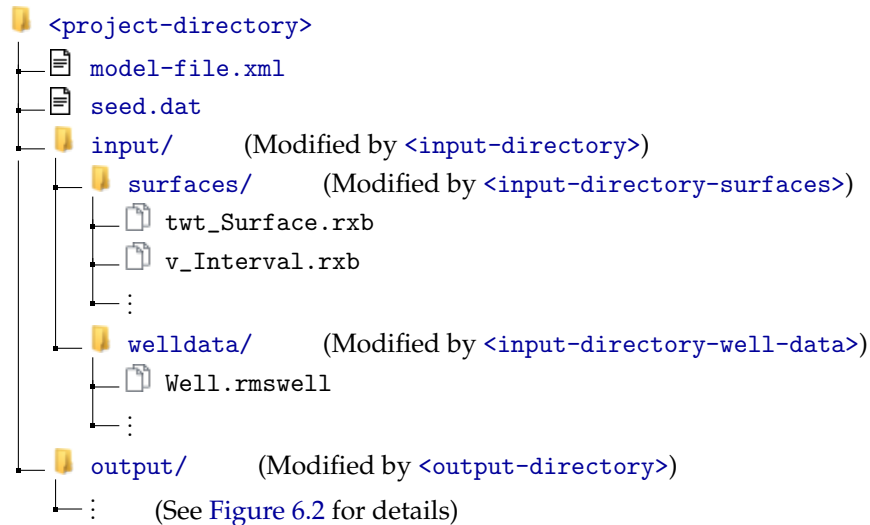 <project-directory>
model-file.xml
seed.dat
input/ (Modified by <input-directory>)
surfaces/ (Modified by <input-directory-surfaces>)
twt_Surface.rxb
v_Interval.rxb
⋮
welldata/ (Modified by <input-directory-well-data>)
Well.rmswell
⋮
output/ (Modified by <output-directory>)
⋮ (See Figure 6.2 for details)